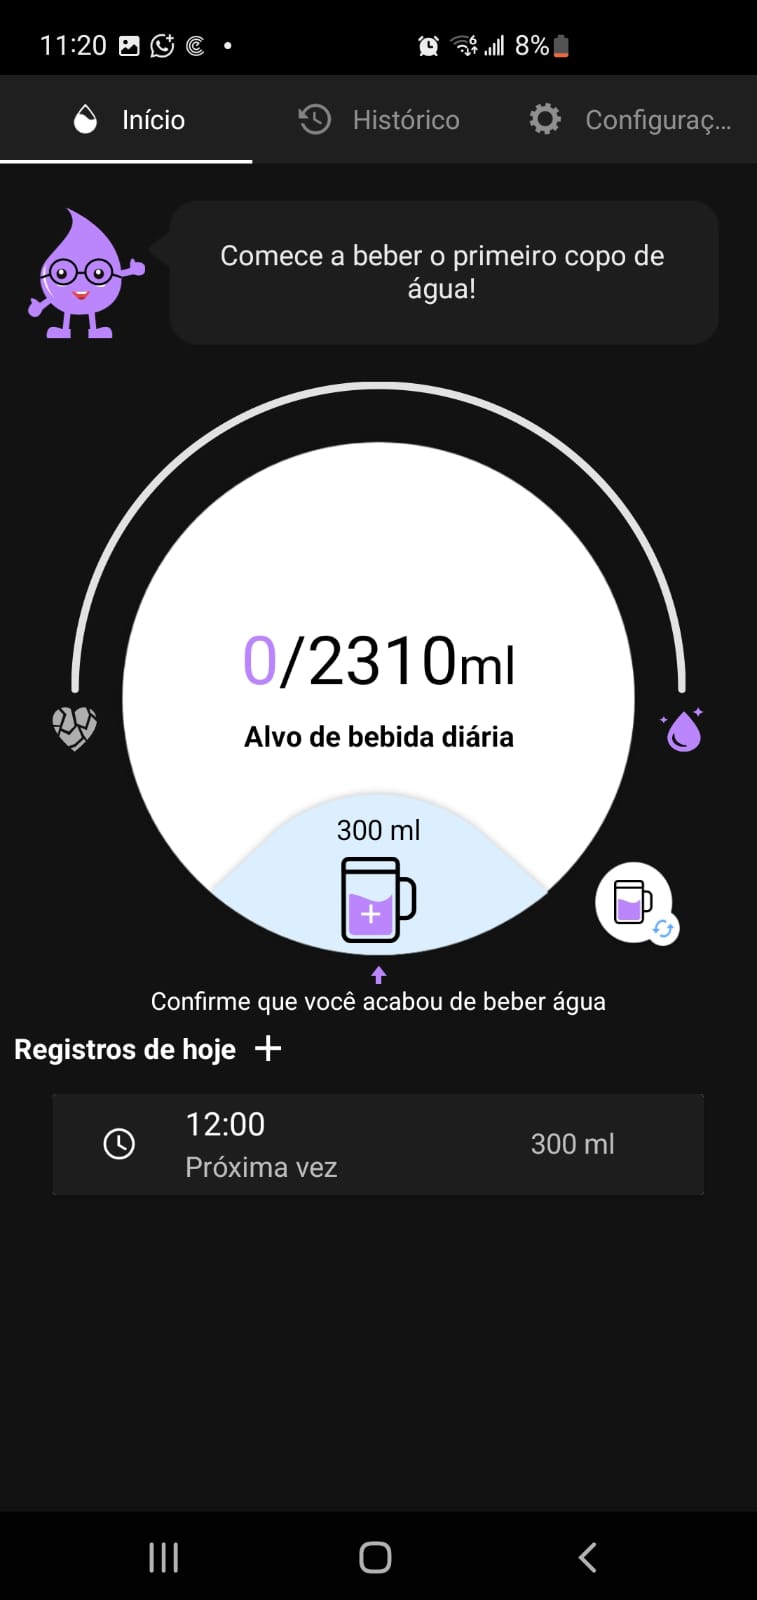 11:20 8%
Início Histórico Configuraç...
Comece a beber o primeiro copo de
água!
0/2310ml
Alvo de bebida diária
300 ml
Confirme que você acabou de beber água
Registros de hoje +
12:00
300 ml
Próxima vez